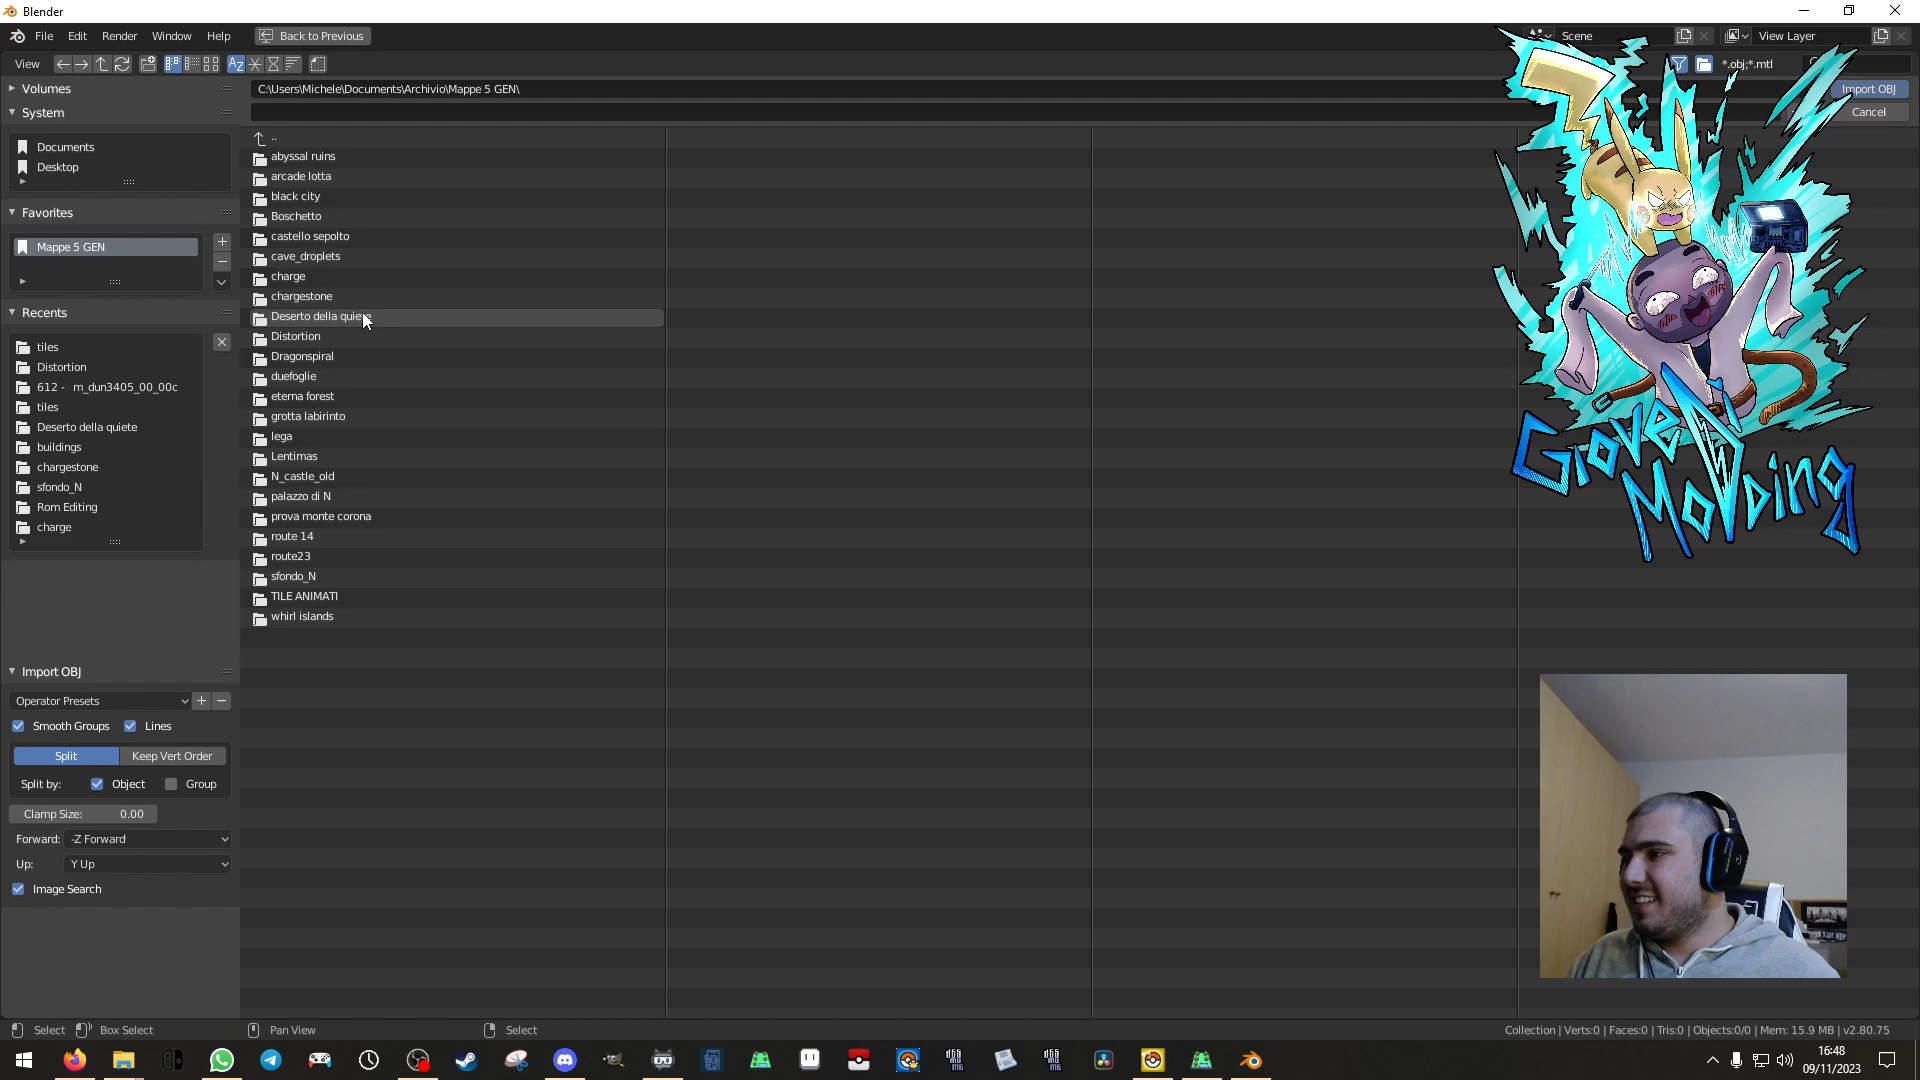 Blender
File Edit Render Window Help Back to Previous Scene View Layer
View *.obj;*.mtl
Volumes
C:\Users\Michele\Documents\Archivio\Mappe 5 GEN\
Import OBJ
System
Cancel
Documents
Desktop
Favorites
Mappe 5 GEN
Recents
tiles
Distortion
612 - m_dun3405_00_00c
tiles
Deserto della quiete
buildings
chargestone
sfondo_N
Rom Editing
charge
..
abyssal ruins
arcade lotta
black city
Boschetto
castello sepolto
cave_droplets
charge
chargestone
Deserto della quiete
Distortion
Dragonspiral
duefoglie
eterna forest
grotta labirinto
lega
Lentimas
N_castle_old
palazzo di N
prova monte corona
route 14
route23
sfondo_N
TILE ANIMATI
whirl islands
Import OBJ
Operator Presets
Smooth Groups Lines
Split Keep Vert Order
Split by: Object Group
Clamp Size: 0.00
Forward: -Z Forward
Up: Y Up
Image Search
Giove
Modding
Select Box Select Pan View Select
Collection | Verts:0 | Faces:0 | Tris:0 | Objects:0/0 | Mem: 15.9 MB | v2.80.75
16:48
09/11/2023